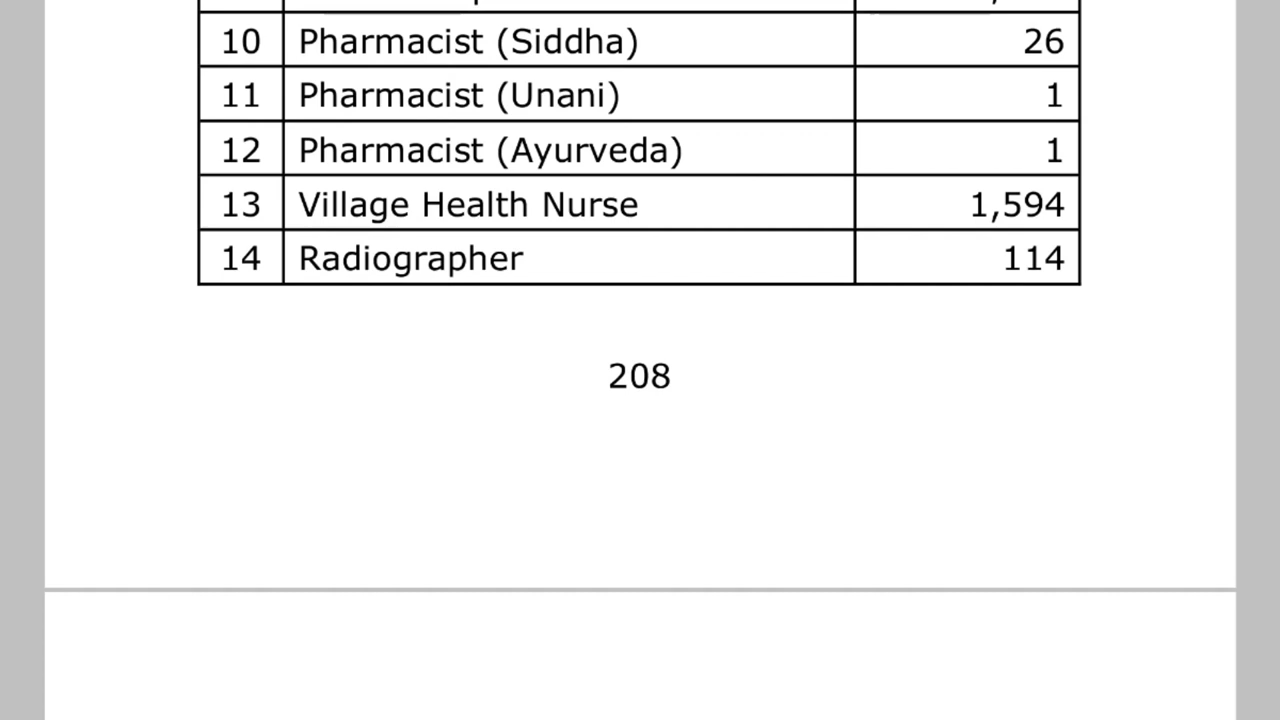 10 Pharmacist (Siddha) 26
11 Pharmacist (Unani) 1
12 Pharmacist (Ayurveda) 1
13 Village Health Nurse 1,594
14 Radiographer 114
208